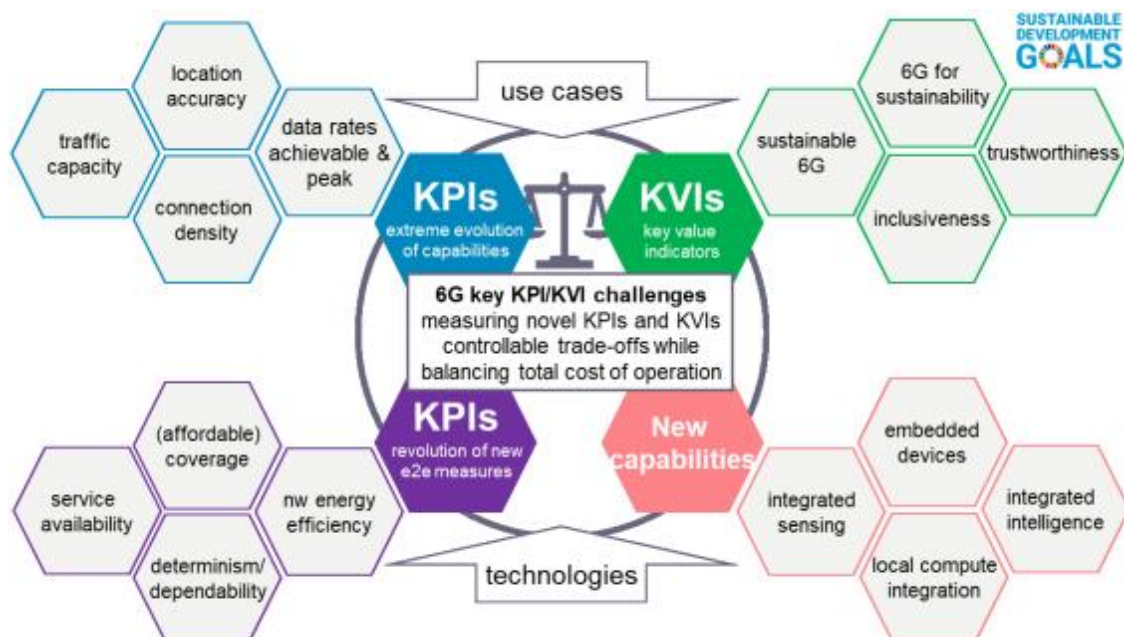 SUSTAINABLE
DEVELOPMENT
GOALS
use cases
location
accuracy
traffic
capacity
data rates
achievable &
peak
connection
density
KPIs
extreme evolution
of capabilities
KVIs
key value
indicators
6G for
sustainability
sustainable
6G
trustworthiness
inclusiveness
6G key KPI/KVI challenges
measuring novel KPIs and KVIs
controllable trade-offs while
balancing total cost of operation
KPIs
revolution of new
e2e measures
New
capabilities
(affordable)
coverage
service
availability
nw energy
efficiency
determinism/
dependability
embedded
devices
integrated
sensing
integrated
intelligence
local compute
integration
technologies